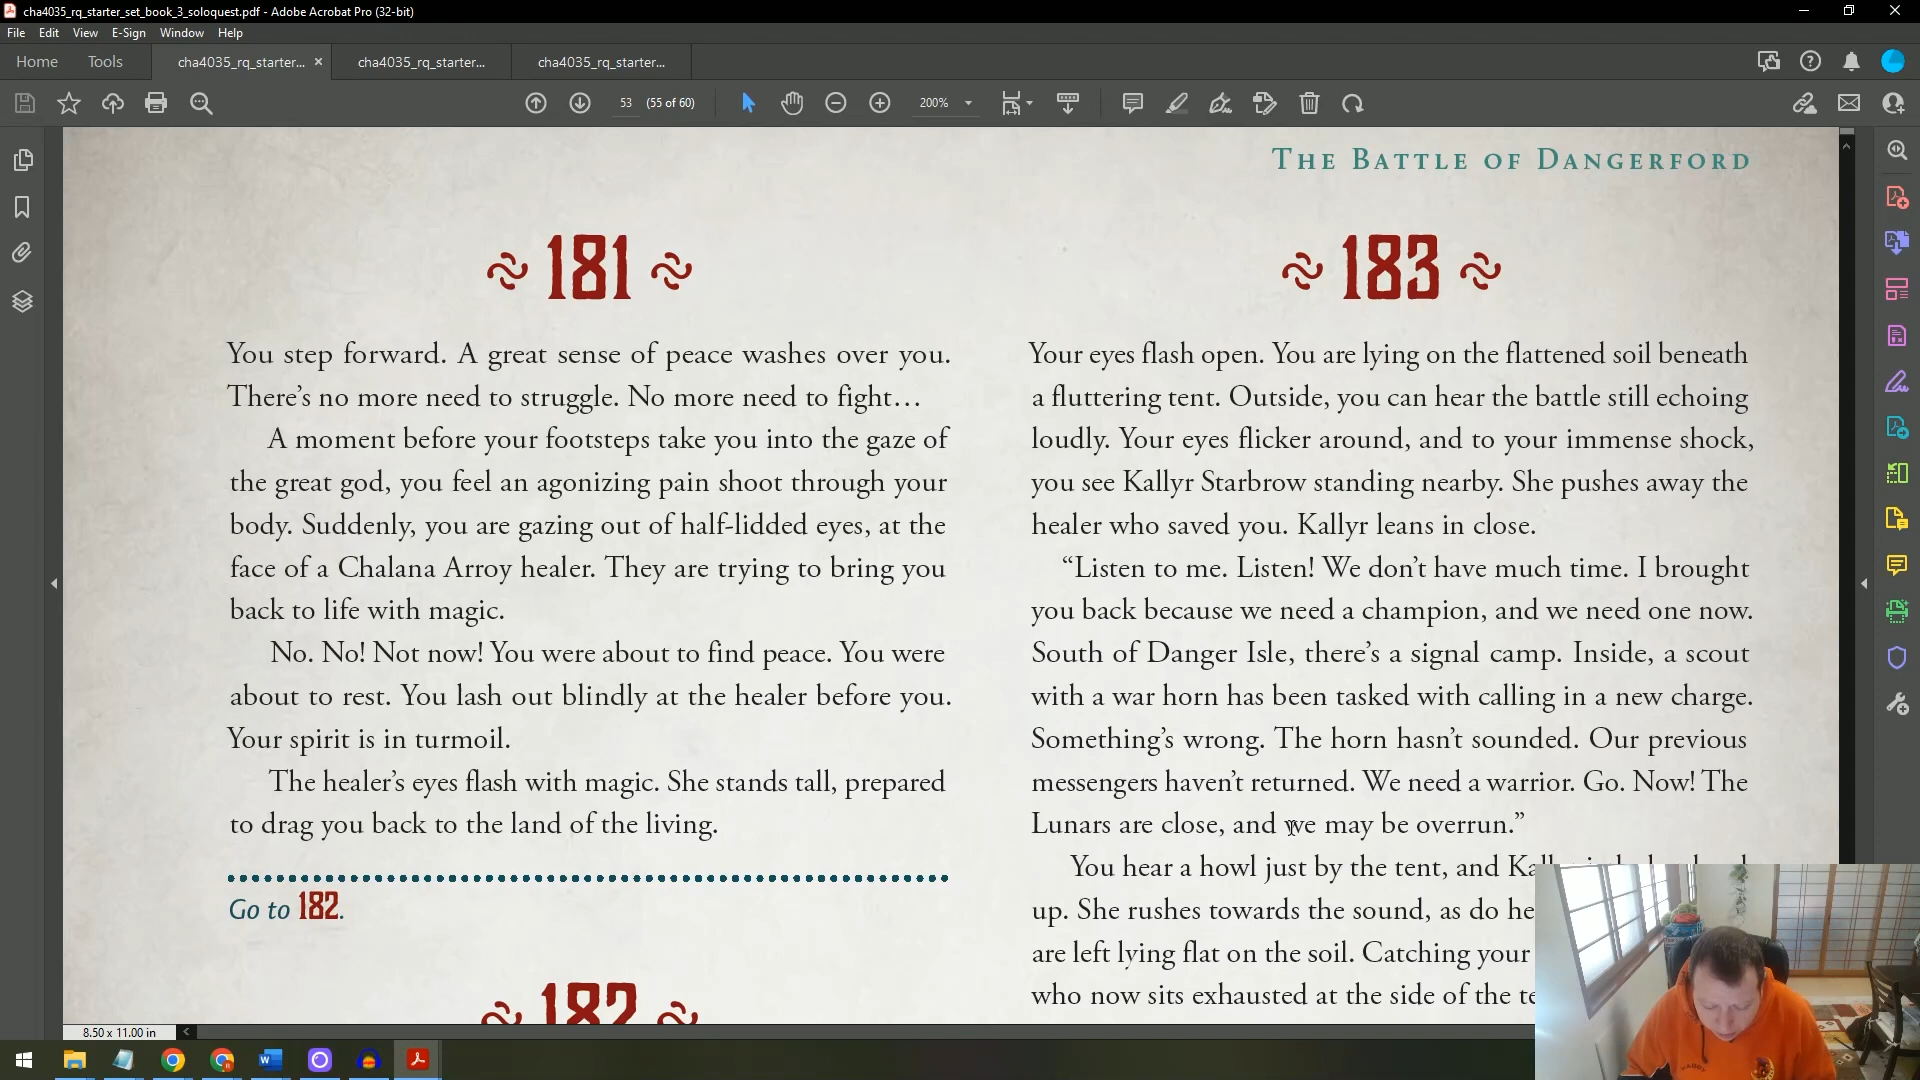 cha4035_rq_starter_set_book_3_soloquest.pdf - Adobe Acrobat Pro (32-bit)
File Edit View E-Sign Window Help
Home Tools cha4035_rq_starter... × cha4035_rq_starter... cha4035_rq_starter...
53 (55 of 60) 200%
THE BATTLE OF DANGERFORD
181
You step forward. A great sense of peace washes over you.
There’s no more need to struggle. No more need to fight…
A moment before your footsteps take you into the gaze of
the great god, you feel an agonizing pain shoot through your
body. Suddenly, you are gazing out of half-lidded eyes, at the
face of a Chalana Arroy healer. They are trying to bring you
back to life with magic.
No. No! Not now! You were about to find peace. You were
about to rest. You lash out blindly at the healer before you.
Your spirit is in turmoil.
The healer’s eyes flash with magic. She stands tall, prepared
to drag you back to the land of the living.
Go to 182.
182
183
Your eyes flash open. You are lying on the flattened soil beneath
a fluttering tent. Outside, you can hear the battle still echoing
loudly. Your eyes flicker around, and to your immense shock,
you see Kallyr Starbrow standing nearby. She pushes away the
healer who saved you. Kallyr leans in close.
“Listen to me. Listen! We don’t have much time. I brought
you back because we need a champion, and we need one now.
South of Danger Isle, there’s a signal camp. Inside, a scout
with a war horn has been tasked with calling in a new charge.
Something’s wrong. The horn hasn’t sounded. Our previous
messengers haven’t returned. We need a warrior. Go. Now! The
Lunars are close, and we may be overrun.”
You hear a howl just by the tent, and
up. She rushes towards the sound, as do
are left lying flat on the soil. Catching your
who now sits exhausted at the side of the
8.50 x 11.00 in